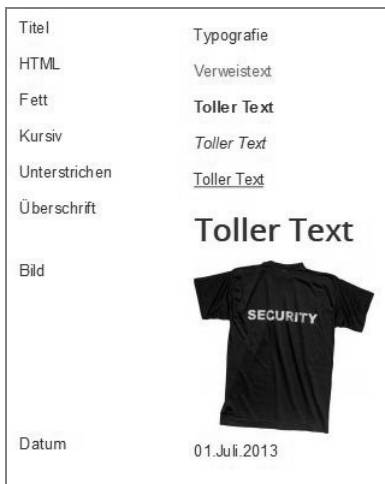 Titel Typografie
HTML Verweistext
Fett Toller Text
Kursiv Toller Text
Unterstrichen Toller Text
Überschrift Toller Text
Bild
SECURITY
Datum 01.Juli.2013